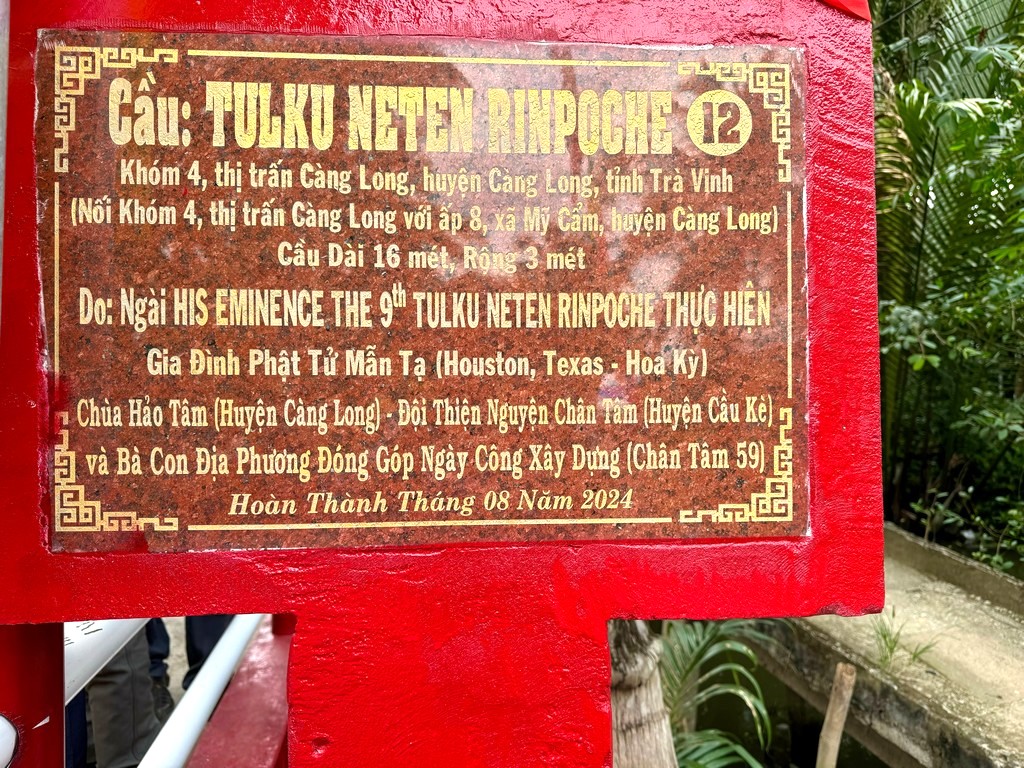 Cầu: TULKU NETEN RINPOCHE 12
Khóm 4, thị trấn Càng Long, huyện Càng Long, tỉnh Trà Vinh
(Nối Khóm 4, thị trấn Càng Long với ấp 8, xã Mỹ Cẩm, huyện Càng Long)
Cầu Dài 16 mét, Rộng 3 mét
Do: Ngài HIS EMINENCE THE 9th TULKU NETEN RINPOCHE THỰC HIỆN
Gia Đình Phật Tử Mẫn Tạ (Houston, Texas - Hoa Kỳ)
Chùa Hảo Tâm (Huyện Càng Long) - Đội Thiện Nguyện Chân Tâm (Huyện Cầu Kè)
và Bà Con Địa Phương Đóng Góp Ngày Công Xây Dựng (Chân Tâm 59)
Hoàn Thành Tháng 08 Năm 2024